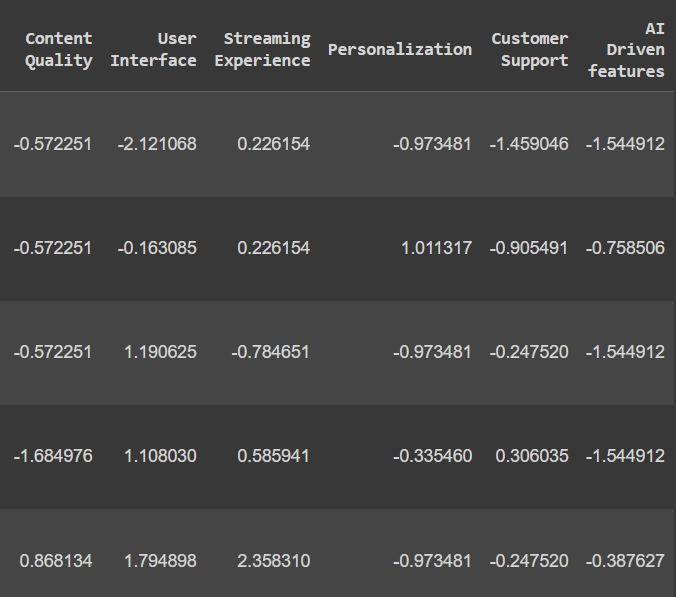 Content Quality User Interface Streaming Experience Personalization Customer Support AI Driven features
-0.572251 -2.121068 0.226154 -0.973481 -1.459046 -1.544912
-0.572251 -0.163085 0.226154 1.011317 -0.905491 -0.758506
-0.572251 1.190625 -0.784651 -0.973481 -0.247520 -1.544912
-1.684976 1.108030 0.585941 -0.335460 0.306035 -1.544912
0.868134 1.794898 2.358310 -0.973481 -0.247520 -0.387627